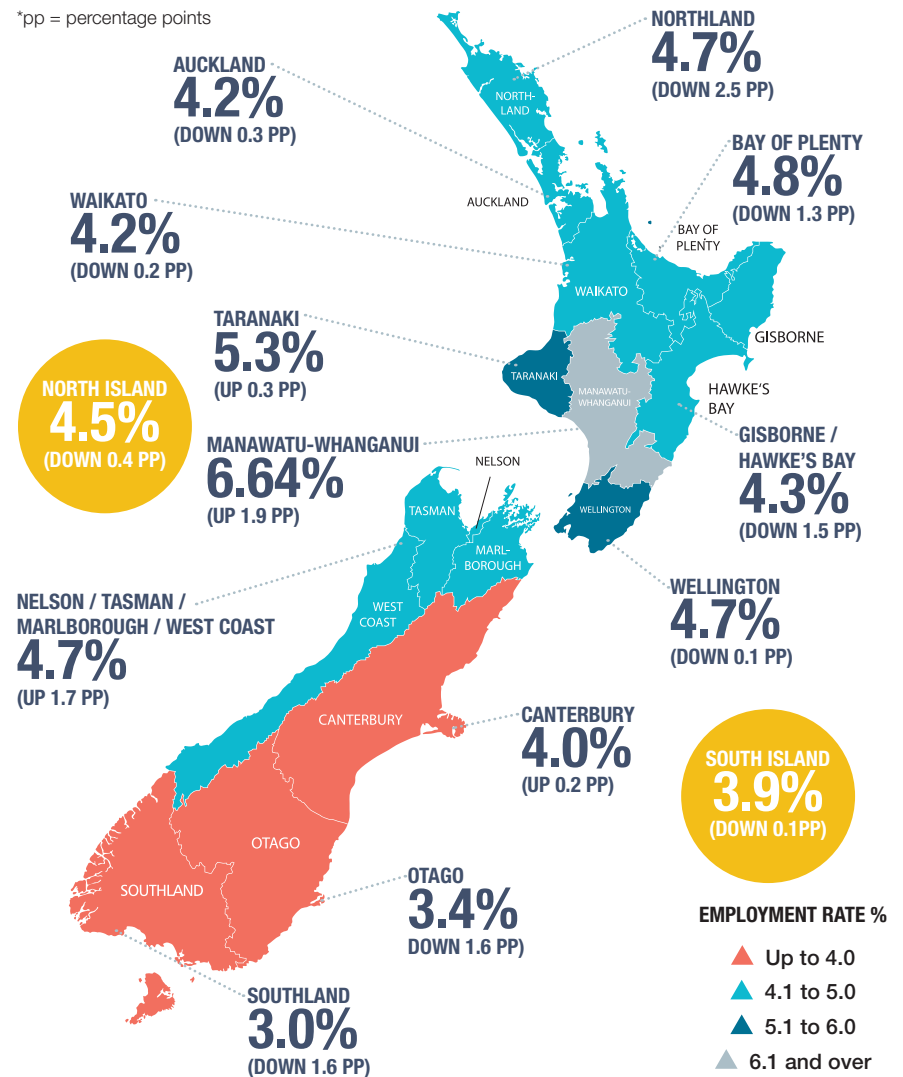 *pp = percentage points
NORTHLAND
4.7%
(DOWN 2.5 PP)
AUCKLAND
4.2%
(DOWN 0.3 PP)
NORTH-
LAND
BAY OF PLENTY
4.8%
(DOWN 1.3 PP)
WAIKATO
4.2%
(DOWN 0.2 PP)
AUCKLAND
BAY OF
PLENTY
WAIKATO
TARANAKI
5.3%
(UP 0.3 PP)
GISBORNE
TARANAKI
MANAWATU-
WHANGANUI
HAWKE'S
BAY
NORTH ISLAND
4.5%
(DOWN 0.4 PP)
MANAWATU-WHANGANUI
6.64%
(UP 1.9 PP)
GISBORNE /
HAWKE'S BAY
4.3%
(DOWN 1.5 PP)
NELSON
TASMAN
MARL-
BOROUGH
WELLINGTON
WELLINGTON
4.7%
(DOWN 0.1 PP)
NELSON / TASMAN /
MARLBOROUGH / WEST COAST
4.7%
(UP 1.7 PP)
WEST
COAST
CANTERBURY
CANTERBURY
4.0%
(UP 0.2 PP)
SOUTH ISLAND
3.9%
(DOWN 0.1PP)
OTAGO
SOUTHLAND
OTAGO
3.4%
DOWN 1.6 PP)
SOUTHLAND
3.0%
(DOWN 1.6 PP)
EMPLOYMENT RATE %
Up to 4.0
4.1 to 5.0
5.1 to 6.0
6.1 and over